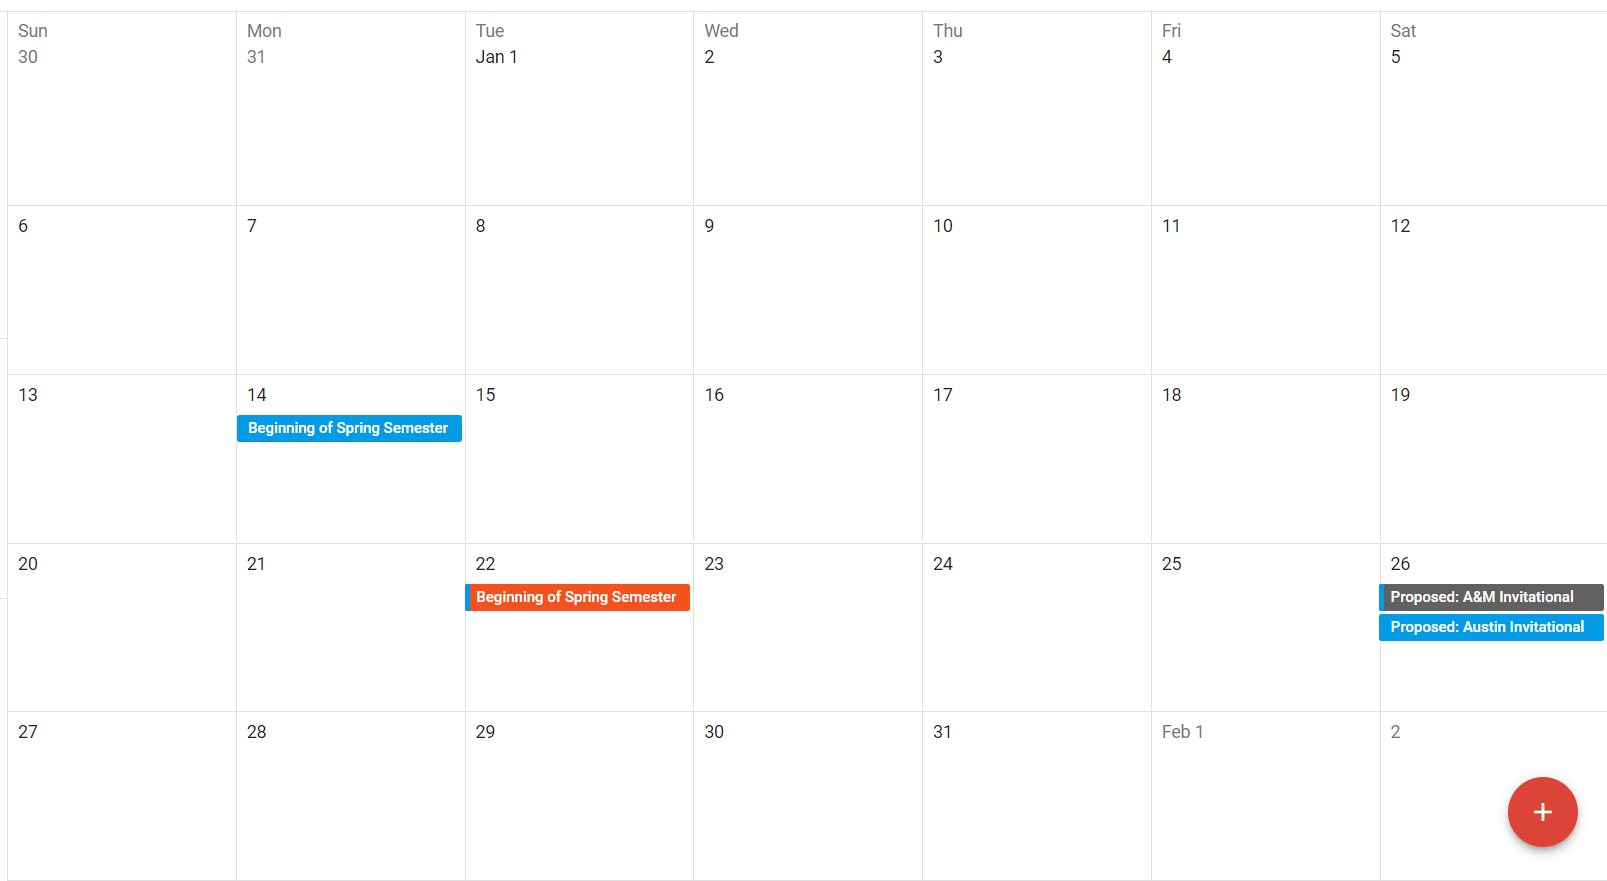 Sun Mon Tue Wed Thu Fri Sat
30 31 Jan 1 2 3 4 5
6 7 8 9 10 11 12
13 14 15 16 17 18 19
Beginning of Spring Semester
20 21 22 23 24 25 26
Beginning of Spring Semester Proposed: A&M Invitational
Proposed: Austin Invitational
27 28 29 30 31 Feb 1 2
+